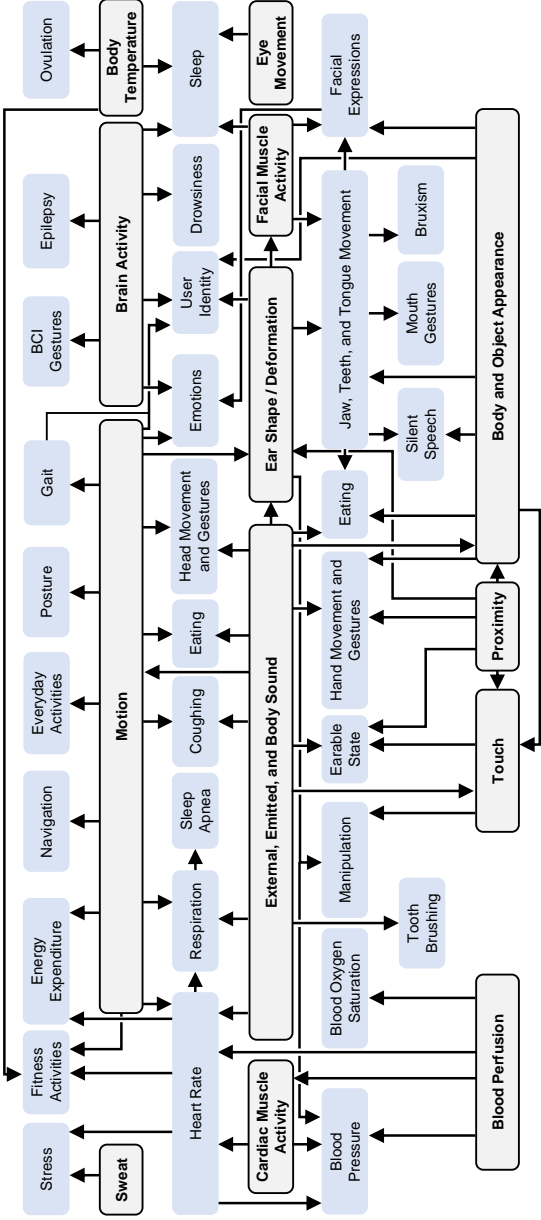 Stress
Fitness
Activities
Energy
Expenditure
Navigation
Everyday
Activities
Posture
Gait
BCI
Gestures
Epilepsy
Ovulation
Sweat
Motion
Brain Activity
Body
Temperature
Heart Rate
Respiration
Sleep
Apnea
Coughing
Eating
Head Movement
and Gestures
Emotions
User
Identity
Drowsiness
Sleep
Cardiac Muscle
Activity
External, Emitted, and Body Sound
Ear Shape / Deformation
Facial Muscle
Activity
Eye
Movement
Blood
Pressure
Blood Oxygen
Saturation
Manipulation
Earable
State
Hand Movement and
Gestures
Eating
Jaw, Teeth, and Tongue Movement
Facial
Expressions
Tooth
Brushing
Silent
Speech
Mouth
Gestures
Bruxism
Blood Perfusion
Touch
Proximity
Body and Object Appearance